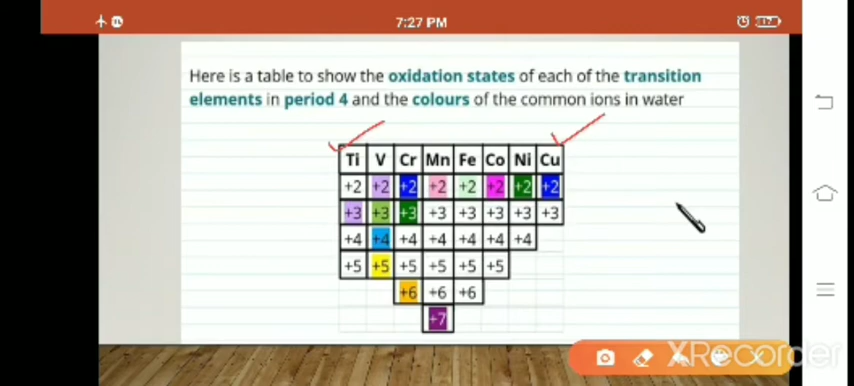 7:27 PM
17
Here is a table to show the oxidation states of each of the transition
elements in period 4 and the colours of the common ions in water
Ti V Cr Mn Fe Co Ni Cu
+2 +2 +2 +2 +2 +2 +2 +2
+3 +3 +3 +3 +3 +3 +3 +3
+4 +4 +4 +4 +4 +4 +4
+5 +5 +5 +5 +5 +5
+6 +6 +6
+7
XRecorder